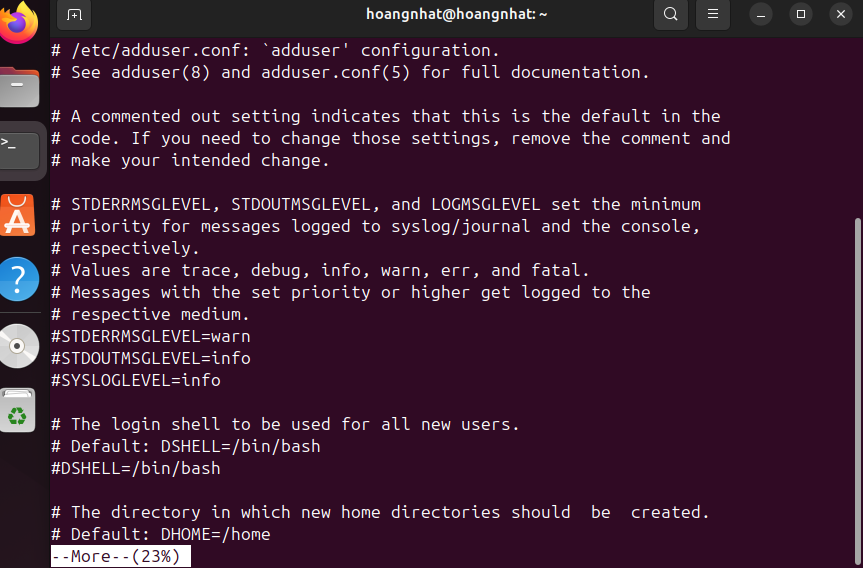 hoangnhat@hoangnhat: ~
# /etc/adduser.conf: `adduser' configuration.
# See adduser(8) and adduser.conf(5) for full documentation.
# A commented out setting indicates that this is the default in the
# code. If you need to change those settings, remove the comment and
# make your intended change.
# STDERRMSGLEVEL, STDOUTMSGLEVEL, and LOGMSGLEVEL set the minimum
# priority for messages logged to syslog/journal and the console,
# respectively.
# Values are trace, debug, info, warn, err, and fatal.
# Messages with the set priority or higher get logged to the
# respective medium.
#STDERRMSGLEVEL=warn
#STDOUTMSGLEVEL=info
#SYSLOGLEVEL=info
# The login shell to be used for all new users.
# Default: DSHELL=/bin/bash
#DSHELL=/bin/bash
# The directory in which new home directories should  be  created.
# Default: DHOME=/home
--More--(23%)